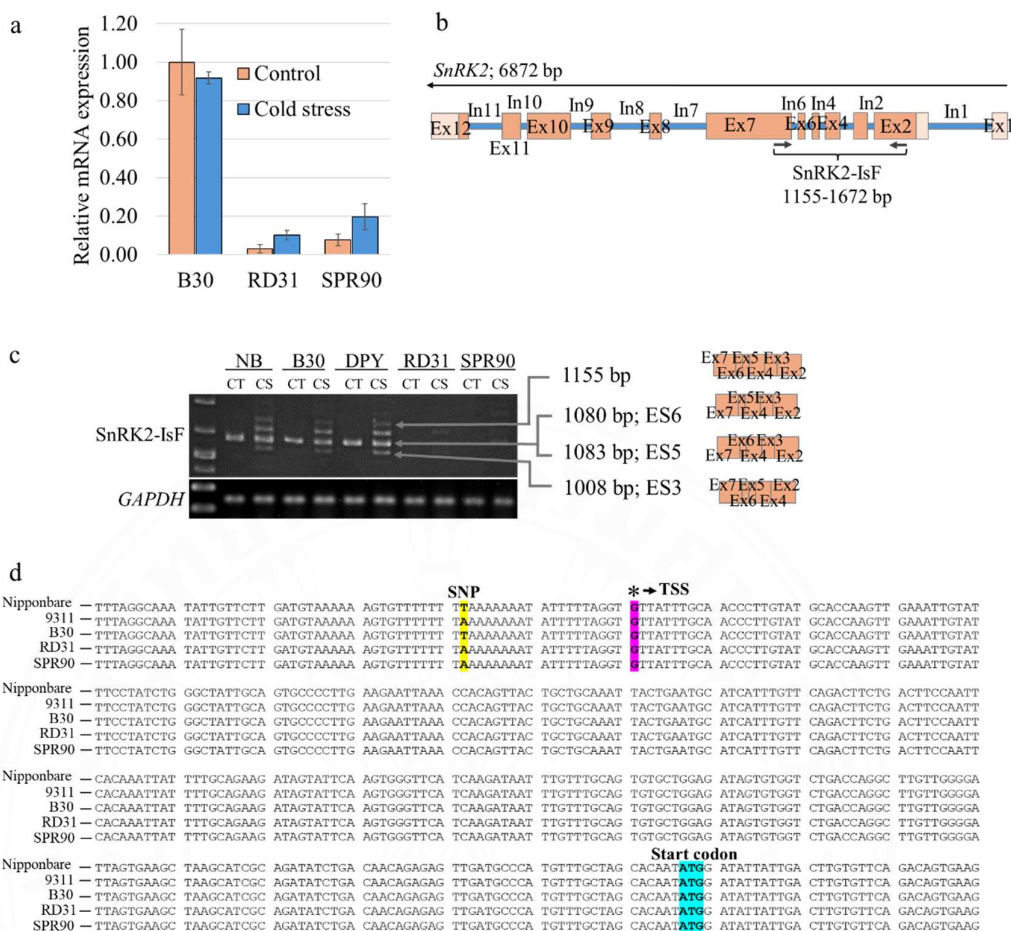 a
1.20
1.00
0.80
0.60
0.40
0.20
0.00
Relative mRNA expression
Control
Cold stress
B30 RD31 SPR90
b
SnRK2; 6872 bp
In11 In10 In9 In8 In7 In6 In4 In2 In1
Ex12 Ex10 Ex9 Ex8 Ex7 Ex6 Ex4 Ex2 Ex1
Ex11
SnRK2-IsF
1155-1672 bp
c
NB B30 DPY RD31 SPR90
CT CS CT CS CT CS CT CS CT CS
SnRK2-IsF
GAPDH
1155 bp
1080 bp; ES6
1083 bp; ES5
1008 bp; ES3
Ex7 Ex5 Ex3
Ex6 Ex4 Ex2
Ex5Ex3
Ex7 Ex4 Ex2
Ex6 Ex3
Ex7 Ex4 Ex2
Ex7Ex5 Ex2
Ex6 Ex4
d
SNP * TSS
Nipponbare — TTTAGGCAAA TATTGTTCTT GATGTAAAAA AGTGTTTTTT TTAAAAAAAT ATTTTTAGGT GTTATTTGCA ACCCTTGTAT GCACCAAGTT GAAATTGTAT
9311 — TTTAGGCAAA TATTGTTCTT GATGTAAAAA AGTGTTTTTT TAAAAAAAAT ATTTTTAGGT GTTATTTGCA ACCCTTGTAT GCACCAAGTT GAAATTGTAT
B30 — TTTAGGCAAA TATTGTTCTT GATGTAAAAA AGTGTTTTTT TTAAAAAAAT ATTTTTAGGT GTTATTTGCA ACCCTTGTAT GCACCAAGTT GAAATTGTAT
RD31 — TTTAGGCAAA TATTGTTCTT GATGTAAAAA AGTGTTTTTT TAAAAAAAAT ATTTTTAGGT GTTATTTGCA ACCCTTGTAT GCACCAAGTT GAAATTGTAT
SPR90 — TTTAGGCAAA TATTGTTCTT GATGTAAAAA AGTGTTTTTT TAAAAAAAAT ATTTTTAGGT GTTATTTGCA ACCCTTGTAT GCACCAAGTT GAAATTGTAT
Nipponbare — TTCCTATCTG GGCTATTGCA GTGCCCCTTG AAGAATTAAA CCACAGTTAC TGCTGCAAAT TACTGAATGC ATCATTTGTT CAGACTTCTG ACTTCCAATT
9311 — TTCCTATCTG GGCTATTGCA GTGCCCCTTG AAGAATTAAA CCACAGTTAC TGCTGCAAAT TACTGAATGC ATCATTTGTT CAGACTTCTG ACTTCCAATT
B30 — TTCCTATCTG GGCTATTGCA GTGCCCCTTG AAGAATTAAA CCACAGTTAC TGCTGCAAAT TACTGAATGC ATCATTTGTT CAGACTTCTG ACTTCCAATT
RD31 — TTCCTATCTG GGCTATTGCA GTGCCCCTTG AAGAATTAAA CCACAGTTAC TGCTGCAAAT TACTGAATGC ATCATTTGTT CAGACTTCTG ACTTCCAATT
SPR90 — TTCCTATCTG GGCTATTGCA GTGCCCCTTG AAGAATTAAA CCACAGTTAC TGCTGCAAAT TACTGAATGC ATCATTTGTT CAGACTTCTG ACTTCCAATT
Nipponbare — CACAAATTAT TTTGCAGAAG ATAGTATTCA AGTGGGTTCA TCAAGATAAT TTGTTTGCAG TGTGCTGGAG ATAGTGTGGT CTGACCAGGC TTGTTGGGGA
9311 — CACAAATTAT TTTGCAGAAG ATAGTATTCA AGTGGGTTCA TCAAGATAAT TTGTTTGCAG TGTGCTGGAG ATAGTGTGGT CTGACCAGGC TTGTTGGGGA
B30 — CACAAATTAT TTTGCAGAAG ATAGTATTCA AGTGGGTTCA TCAAGATAAT TTGTTTGCAG TGTGCTGGAG ATAGTGTGGT CTGACCAGGC TTGTTGGGGA
RD31 — CACAAATTAT TTTGCAGAAG ATAGTATTCA AGTGGGTTCA TCAAGATAAT TTGTTTGCAG TGTGCTGGAG ATAGTGTGGT CTGACCAGGC TTGTTGGGGA
SPR90 — CACAAATTAT TTTGCAGAAG ATAGTATTCA AGTGGGTTCA TCAAGATAAT TTGTTTGCAG TGTGCTGGAG ATAGTGTGGT CTGACCAGGC TTGTTGGGGA
Start codon
Nipponbare — TTAGTGAAGC TAAGCATCGC AGATATCTGA CAACAGAGAG TTGATGCCCA TGTTTGCTAG CACAATATGG ATATTATTGA CTTGTGTTCA GACAGTGAAG
9311 — TTAGTGAAGC TAAGCATCGC AGATATCTGA CAACAGAGAG TTGATGCCCA TGTTTGCTAG CACAATATGG ATATTATTGA CTTGTGTTCA GACAGTGAAG
B30 — TTAGTGAAGC TAAGCATCGC AGATATCTGA CAACAGAGAG TTGATGCCCA TGTTTGCTAG CACAATATGG ATATTATTGA CTTGTGTTCA GACAGTGAAG
RD31 — TTAGTGAAGC TAAGCATCGC AGATATCTGA CAACAGAGAG TTGATGCCCA TGTTTGCTAG CACAATATGG ATATTATTGA CTTGTGTTCA GACAGTGAAG
SPR90 — TTAGTGAAGC TAAGCATCGC AGATATCTGA CAACAGAGAG TTGATGCCCA TGTTTGCTAG CACAATATGG ATATTATTGA CTTGTGTTCA GACAGTGAAG